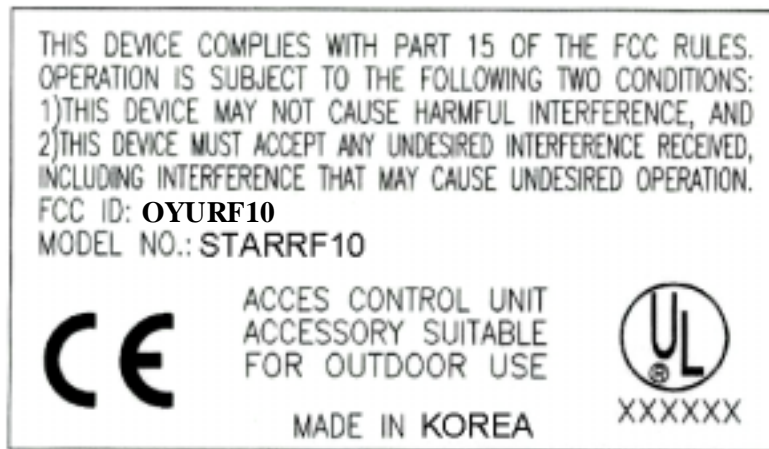 THIS DEVICE COMPLIES WITH PART 15 OF THE FCC RULES.
OPERATION IS SUBJECT TO THE FOLLOWING TWO CONDITIONS:
1)THIS DEVICE MAY NOT CAUSE HARMFUL INTERFERENCE, AND
2)THIS DEVICE MUST ACCEPT ANY UNDESIRED INTERFERENCE RECEIVED,
INCLUDING INTERFERENCE THAT MAY CAUSE UNDESIRED OPERATION.
FCC ID: OYURF10
MODEL NO.: STARRF10
CE
ACCES CONTROL UNIT
ACCESSORY SUITABLE
FOR OUTDOOR USE
UL
®
XXXXXX
MADE IN KOREA